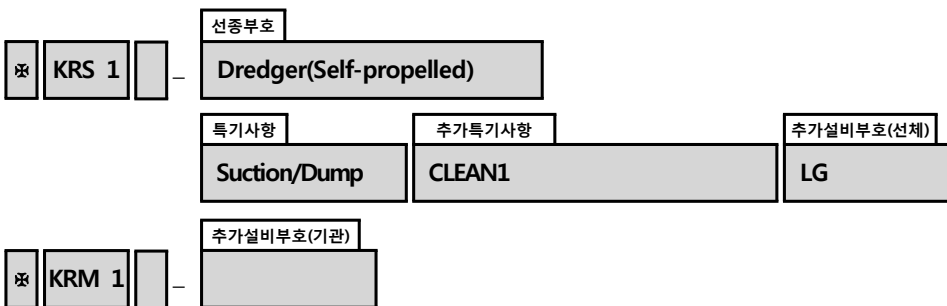 선종부호
✠ KRS 1 _ Dredger(Self-propelled)
특기사항 추가특기사항 추가설비부호(선체)
Suction/Dump CLEAN1 LG
추가설비부호(기관)
✠ KRM 1 _